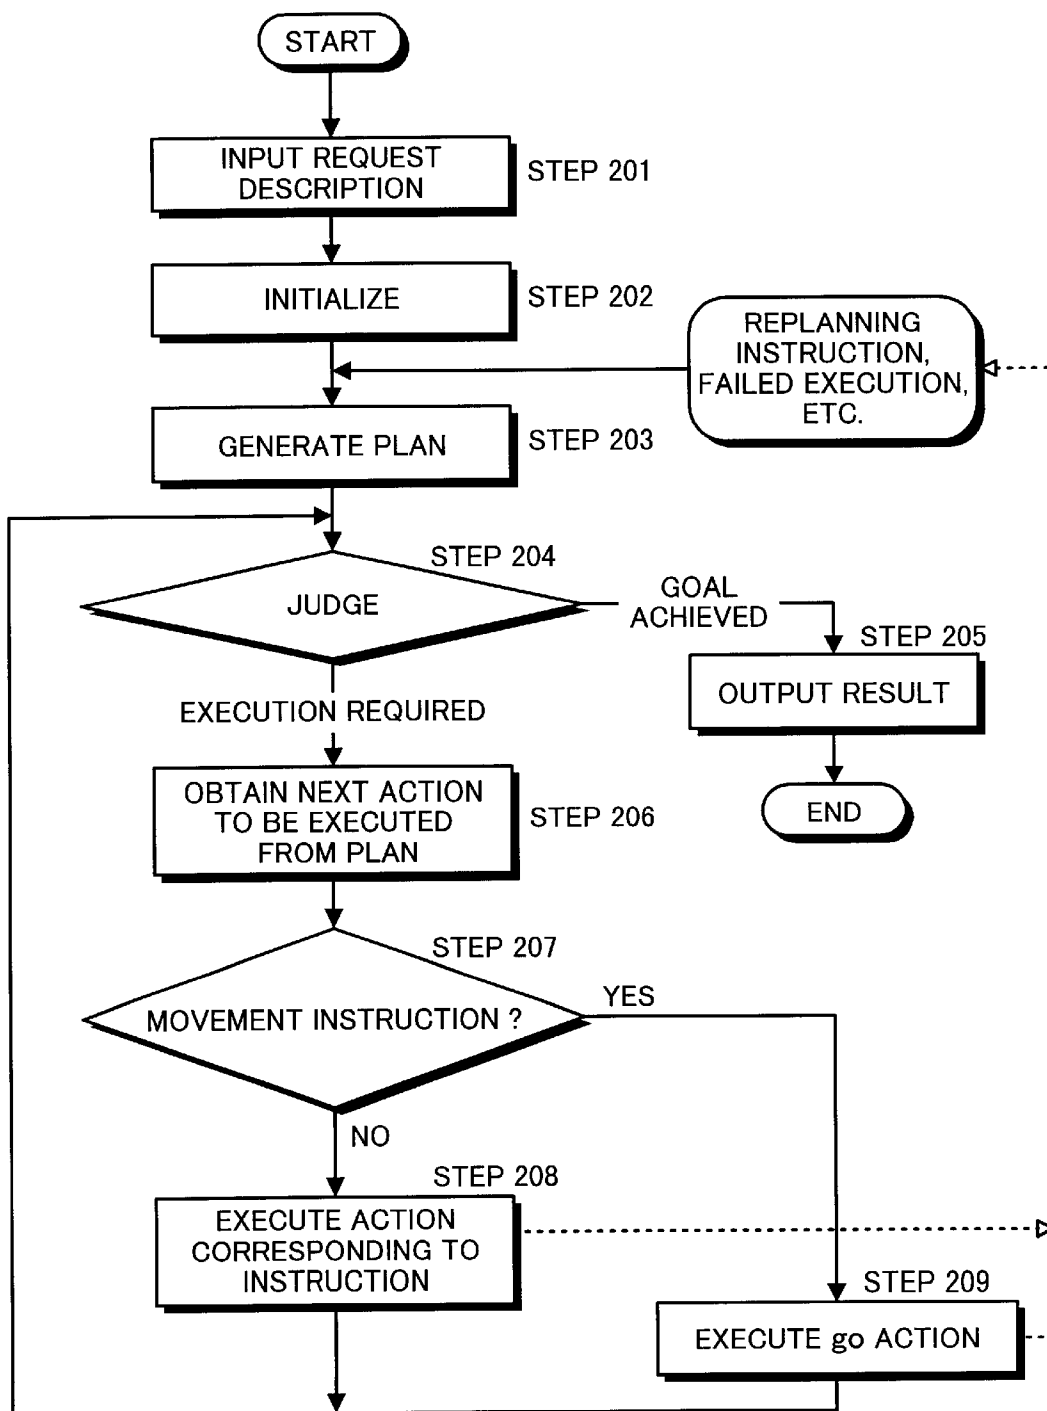 START
INPUT REQUEST
DESCRIPTION
STEP 201
INITIALIZE
STEP 202
REPLANNING
INSTRUCTION,
FAILED EXECUTION,
ETC.
GENERATE PLAN
STEP 203
STEP 204
JUDGE
GOAL
ACHIEVED
STEP 205
OUTPUT RESULT
EXECUTION REQUIRED
OBTAIN NEXT ACTION
TO BE EXECUTED
FROM PLAN
STEP 206
END
STEP 207
MOVEMENT INSTRUCTION ?
YES
NO
STEP 208
EXECUTE ACTION
CORRESPONDING TO
INSTRUCTION
STEP 209
EXECUTE go ACTION